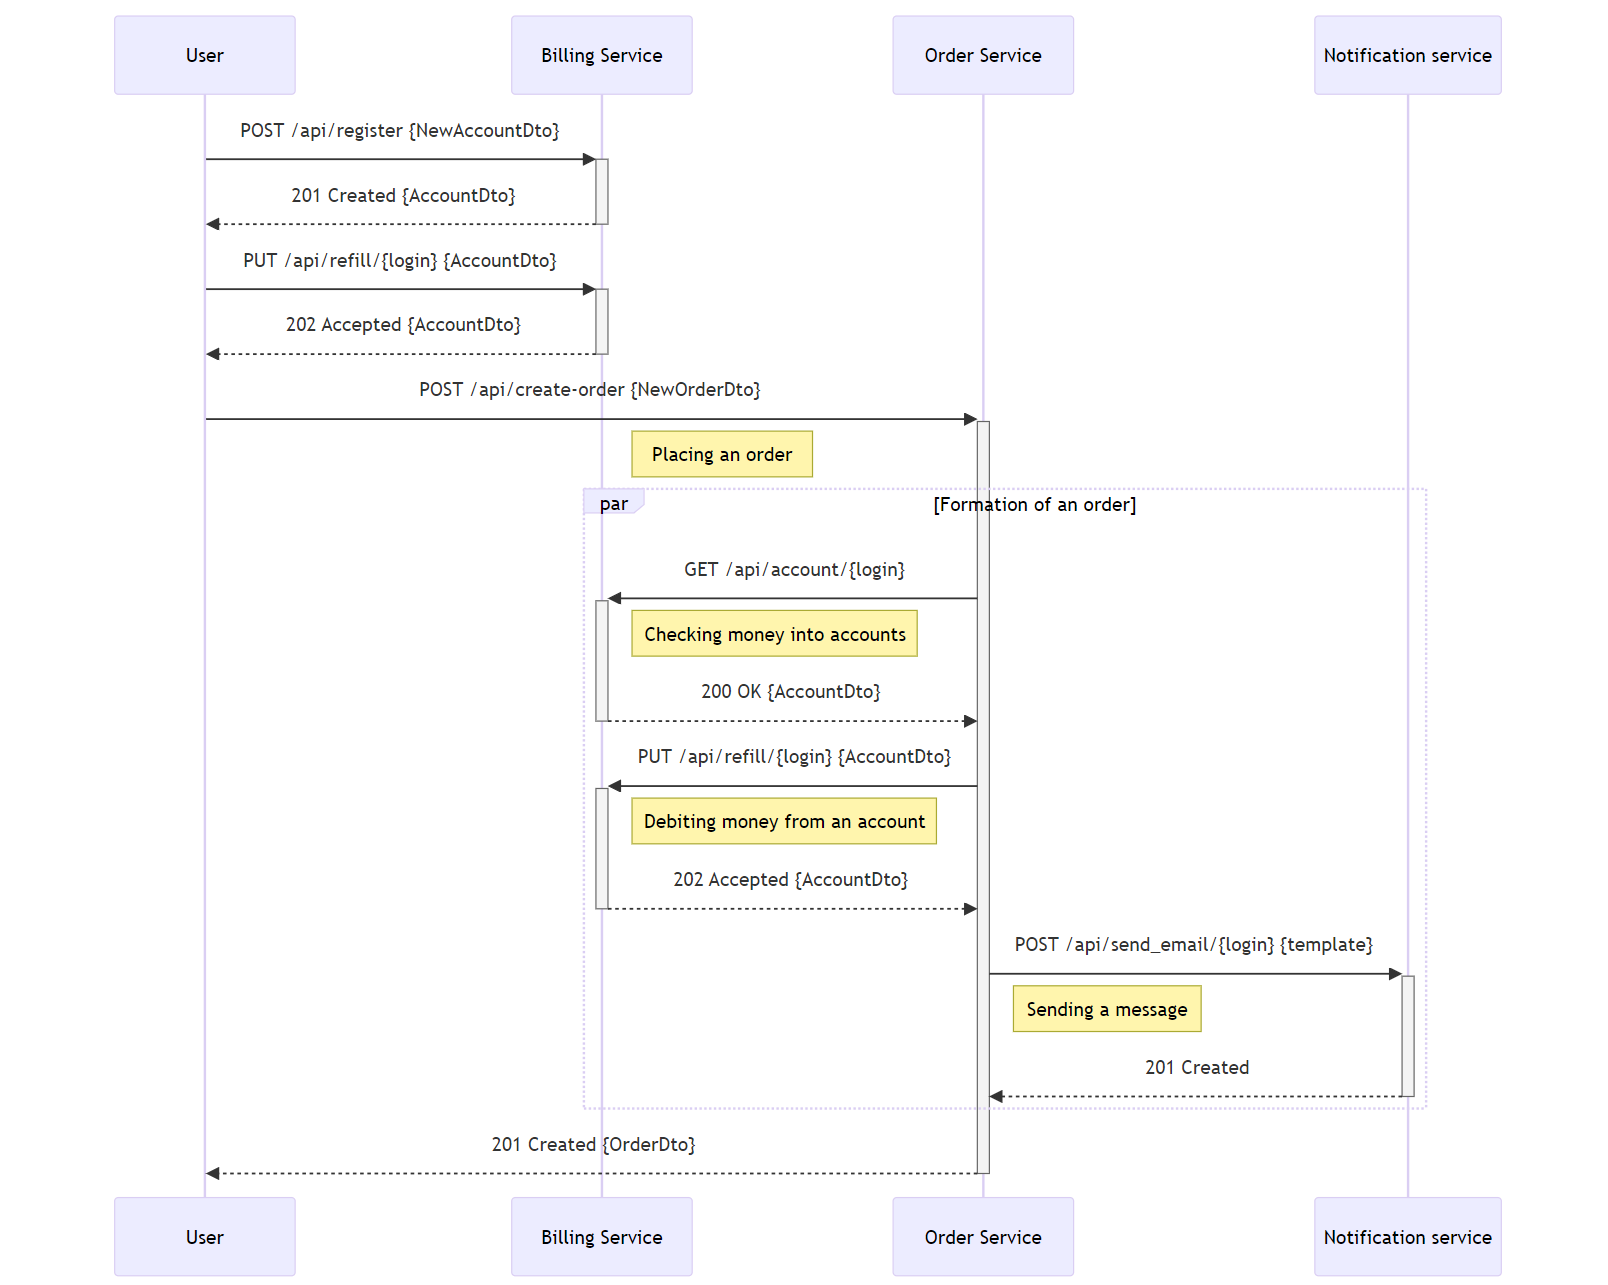 User
Billing Service
Order Service
Notification service
POST /api/register {NewAccountDto}
201 Created {AccountDto}
PUT /api/refill/{login} {AccountDto}
202 Accepted {AccountDto}
POST /api/create-order {NewOrderDto}
Placing an order
par
[Formation of an order]
GET /api/account/{login}
Checking money into accounts
200 OK {AccountDto}
PUT /api/refill/{login} {AccountDto}
Debiting money from an account
202 Accepted {AccountDto}
POST /api/send_email/{login} {template}
Sending a message
201 Created
201 Created {OrderDto}
User
Billing Service
Order Service
Notification service